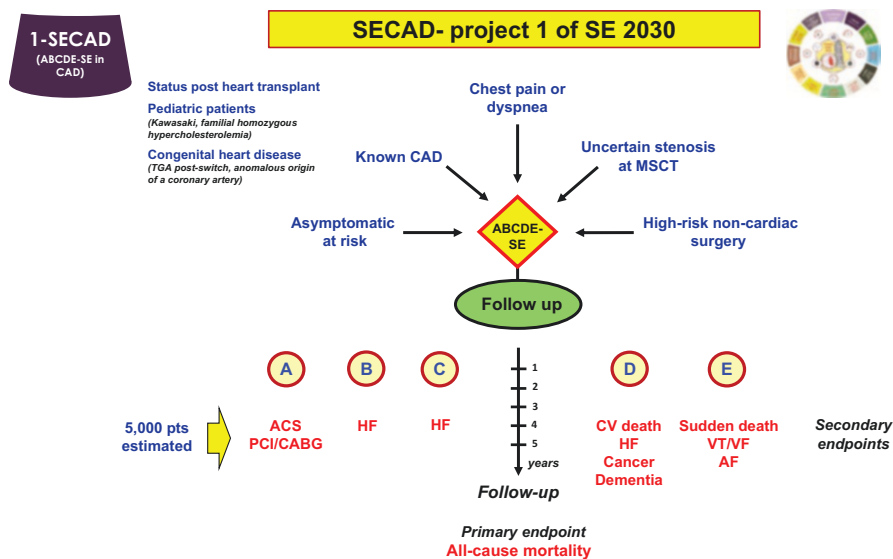 1-SECAD
(ABCDE-SE in
CAD)
SECAD- project 1 of SE 2030
Status post heart transplant
Pediatric patients
(Kawasaki, familial homozygous
hypercholesterolemia)
Congenital heart disease
(TGA post-switch, anomalous origin
of a coronary artery)
Chest pain or
dyspnea
Known CAD
Uncertain stenosis
at MSCT
Asymptomatic
at risk
ABCDE-
SE
High-risk non-cardiac
surgery
Follow up
A
B
C
D
E
1
2
3
4
5
years
5,000 pts
estimated
ACS
PCI/CABG
HF
HF
CV death
HF
Cancer
Dementia
Sudden death
VT/VF
AF
Secondary
endpoints
Follow-up
Primary endpoint
All-cause mortality